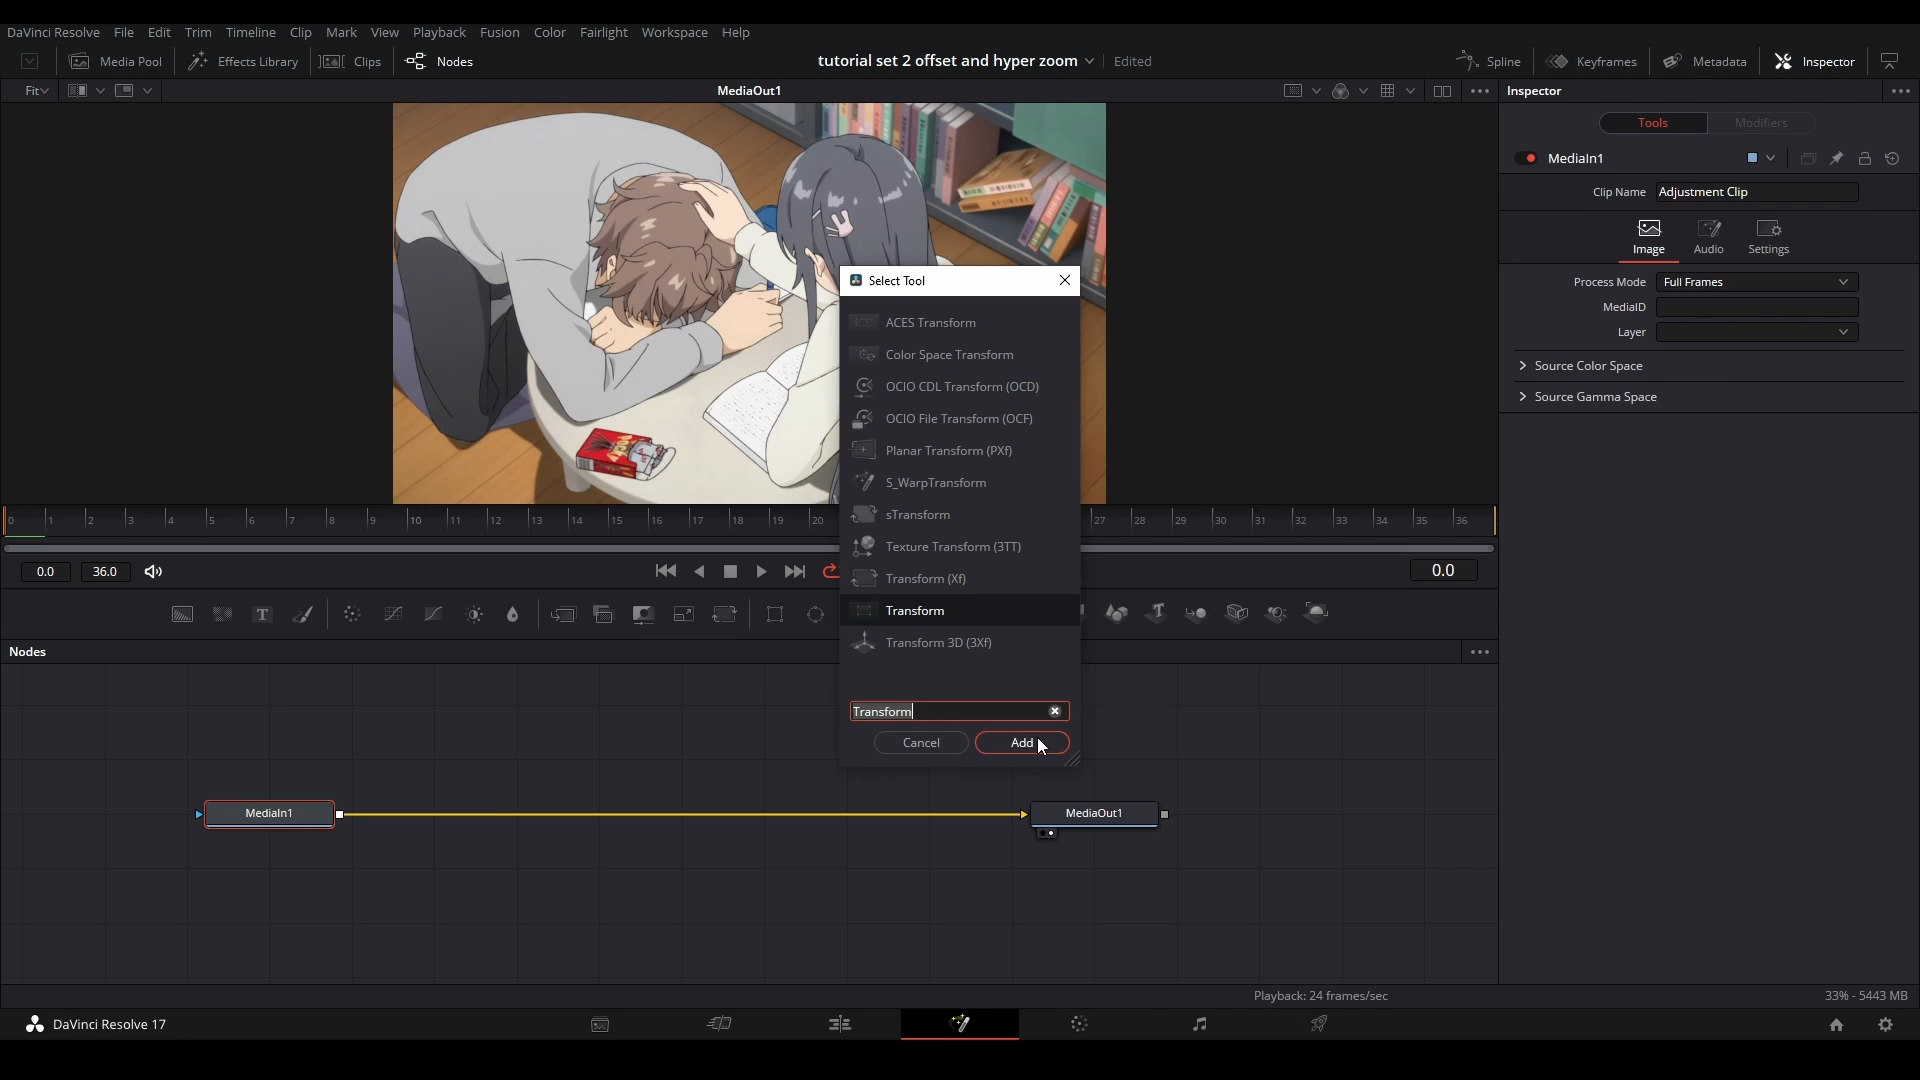 DaVinci Resolve File Edit Trim Timeline Clip Mark View Playback Fusion Color Fairlight Workspace Help
Media Pool Effects Library Clips Nodes tutorial set 2 offset and hyper zoom Edited Spline Keyframes Metadata Inspector
Fit MediaOut1 Inspector
Tools Modifiers
MediaIn1
Clip Name Adjustment Clip
Image Audio Settings
Process Mode Full Frames
MediaID
Layer
Source Color Space
Source Gamma Space
Select Tool
ACES Transform
Color Space Transform
OCIO CDL Transform (OCD)
OCIO File Transform (OCF)
Planar Transform (PXf)
S_WarpTransform
sTransform
Texture Transform (3TT)
Transform (Xf)
Transform
Transform 3D (3Xf)
Transform
Cancel Add
0 1 2 3 4 5 6 7 8 9 10 11 12 13 14 15 16 17 18 19 20 27 28 29 30 31 32 33 34 35 36
0.0 36.0 0.0
Nodes
MediaIn1 MediaOut1
Playback: 24 frames/sec 33% - 5443 MB
DaVinci Resolve 17